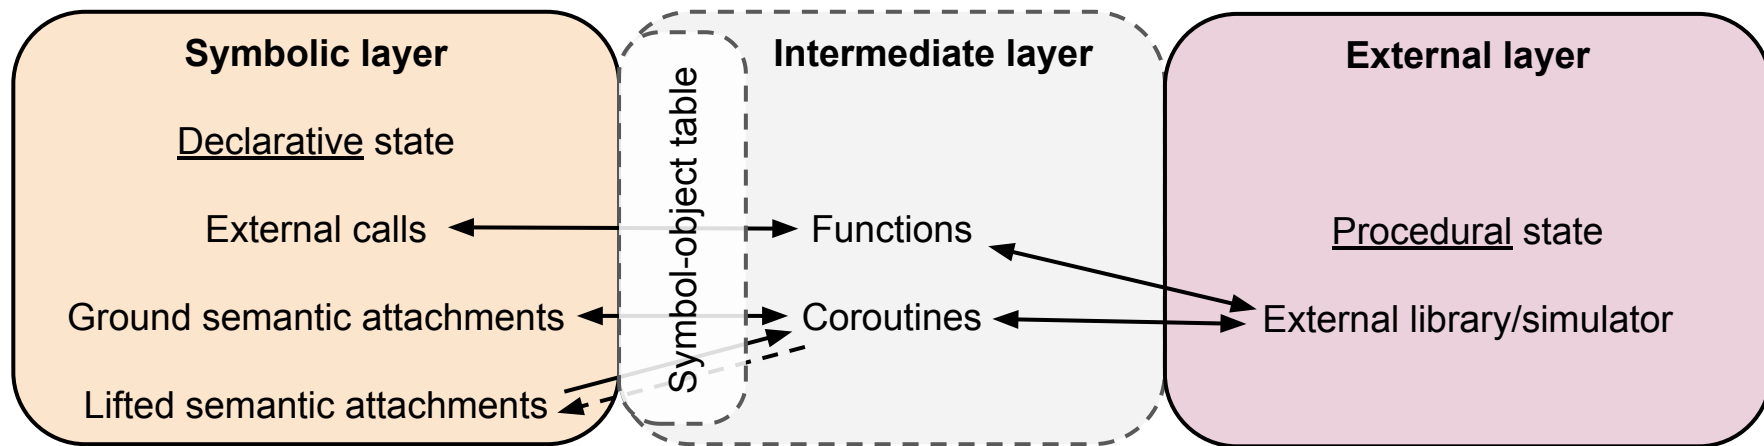 Symbolic layer
Declarative state
External calls
Ground semantic attachments
Lifted semantic attachments
Symbol-object table
Intermediate layer
Functions
Coroutines
External layer
Procedural state
External library/simulator